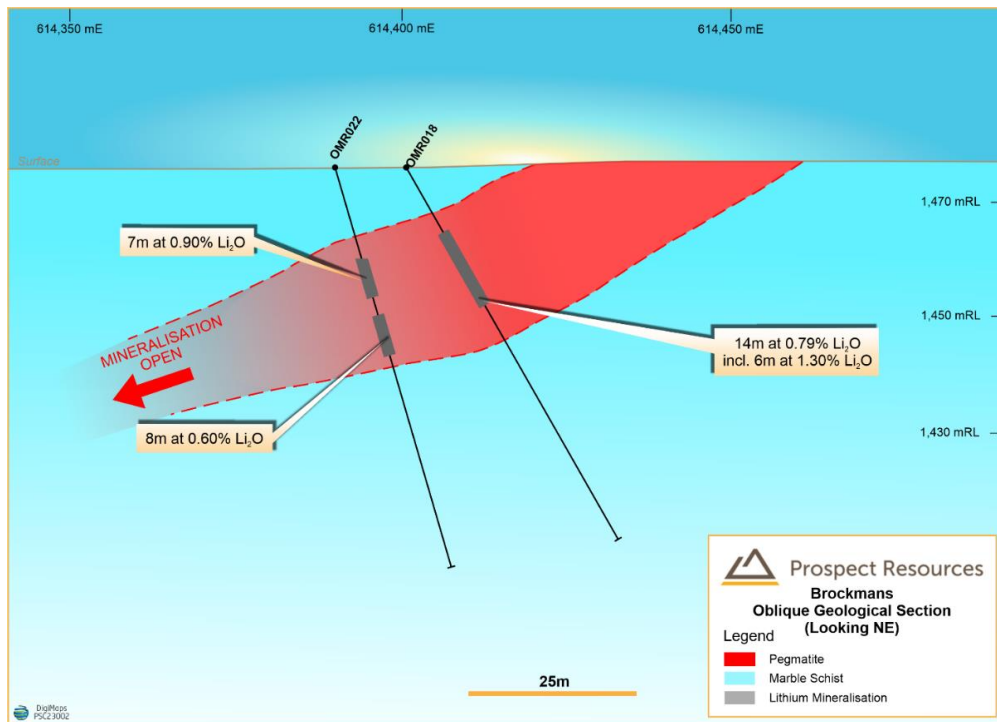 614,350 mE
614,400 mE
614,450 mE
OMR022
OMR018
Surface
1,470 mRL
7m at 0.90% Li₂O
1,450 mRL
MINERALISATION
OPEN
14m at 0.79% Li₂O
incl. 6m at 1.30% Li₂O
8m at 0.60% Li₂O
1,430 mRL
Prospect Resources
Brockmans
Oblique Geological Section
(Looking NE)
Legend
Pegmatite
Marble Schist
Lithium Mineralisation
25m
DigiMaps
PSC23002